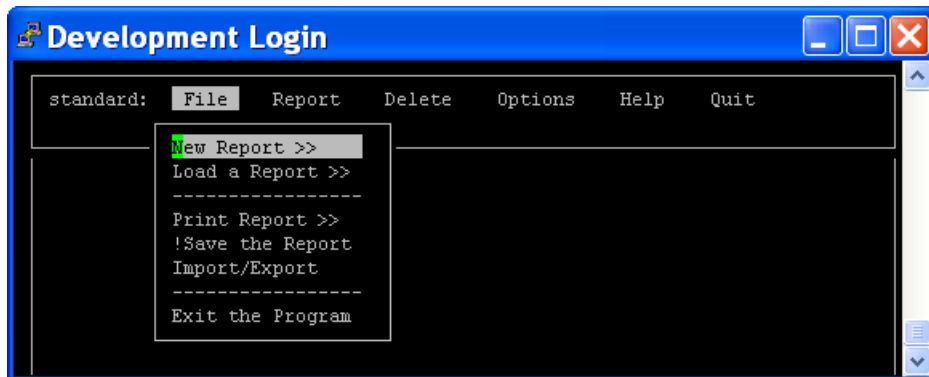 Development Login
standard: File Report Delete Options Help Quit
New Report >>
Load a Report >>
-----------------
Print Report >>
!Save the Report
Import/Export
-----------------
Exit the Program